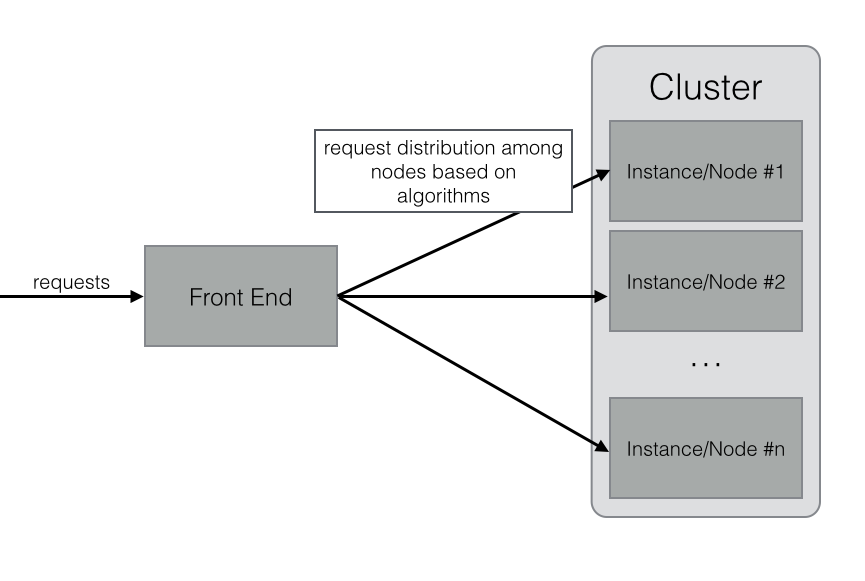 Cluster
request distribution among
nodes based on
algorithms
Instance/Node #1
requests
Front End
Instance/Node #2
...
Instance/Node #n